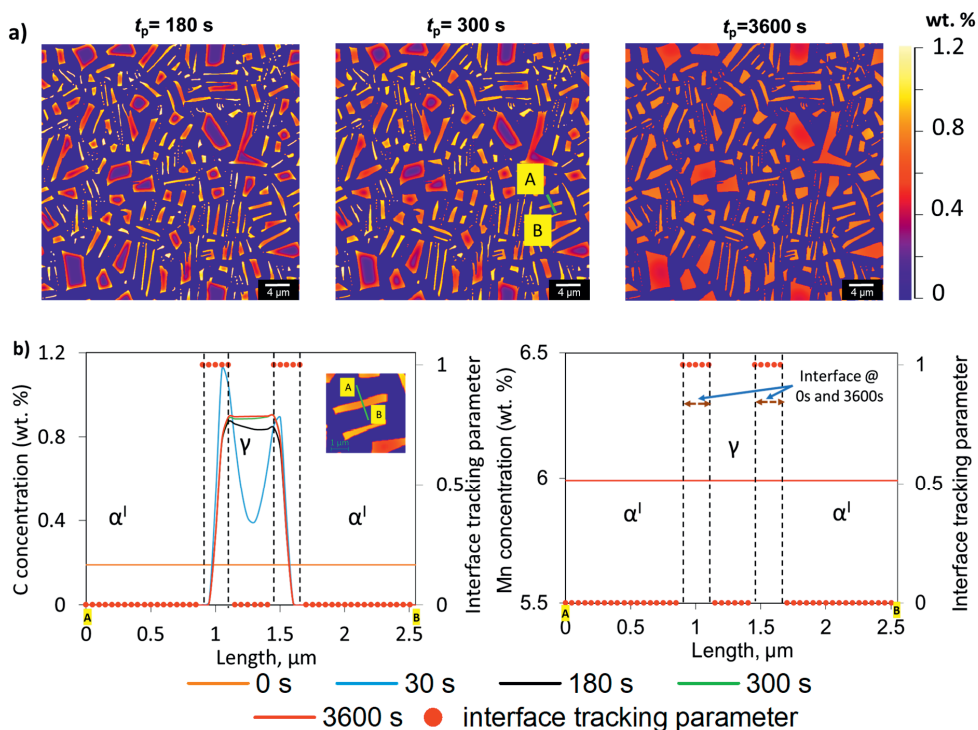 a)
tp= 180 s
tp= 300 s
tp=3600 s
wt. %
1.2
0.8
0.4
0
A
B
4 μm
4 μm
4 μm
b)
C concentration (wt. %)
1.2
0.9
0.4
0
0 0.5 1 1.5 2 2.5
A B
Length, μm
Interface tracking parameter
1
0.5
0
αᴵ
γ
αᴵ
A
B
1 μm
Mn concentration (wt. %)
6.5
6
5.5
0 0.5 1 1.5 2 2.5
A B
Length, μm
Interface tracking parameter
1
0.5
0
Interface @
0s and 3600s
αᴵ
γ
αᴵ
0 s 30 s 180 s 300 s
3600 s interface tracking parameter